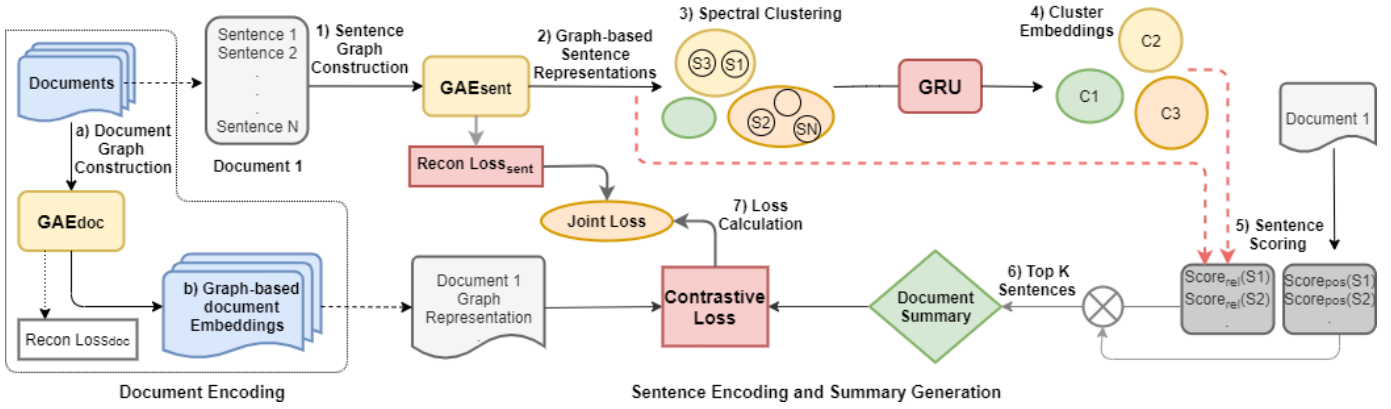 Documents
a) Document
Graph
Construction
GAEdoc
Recon Lossdoc
b) Graph-based
document
Embeddings
Document Encoding
Sentence 1
Sentence 2
.
.
.
.
Sentence N
Document 1
1) Sentence
Graph
Construction
GAEsent
Recon Losssent
2) Graph-based
Sentence
Representations
3) Spectral Clustering
S3
S1
S2
SN
GRU
4) Cluster
Embeddings
C2
C1
C3
Document 1
5) Sentence
Scoring
Scorerel(S1)
Scorerel(S2)
.
Scorepos(S1)
Scorepos(S2)
.
6) Top K
Sentences
Document
Summary
Contrastive
Loss
7) Loss
Calculation
Joint Loss
Document 1
Graph
Representation
.
Sentence Encoding and Summary Generation